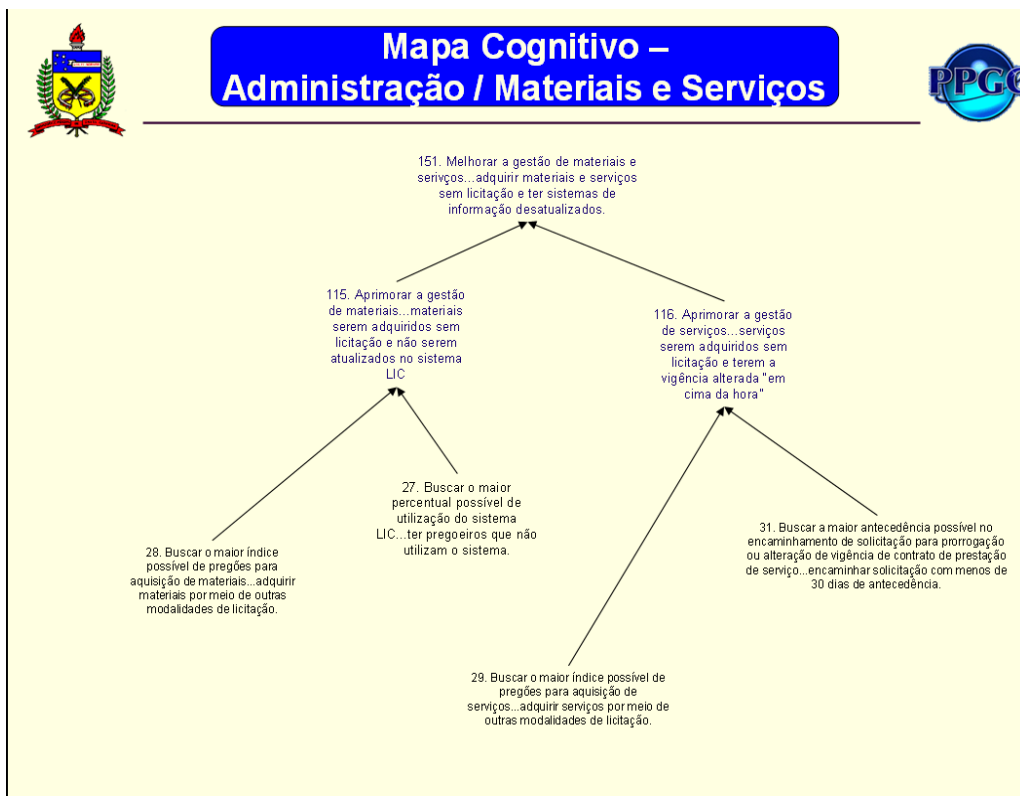 Mapa Cognitivo –
Administração / Materiais e Serviços
PPGC
151. Melhorar a gestão de materiais e
serivços...adquirir materiais e serviços
sem licitação e ter sistemas de
informação desatualizados.
115. Aprimorar a gestão
de materiais...materiais
serem adquiridos sem
licitação e não serem
atualizados no sistema
LIC
116. Aprimorar a gestão
de serviços...serviços
serem adquiridos sem
licitação e terem a
vigência alterada "em
cima da hora"
27. Buscar o maior
percentual possível de
utilização do sistema
LIC...ter pregoeiros que não
utilizam o sistema.
28. Buscar o maior índice
possível de pregões para
aquisição de materiais...adquirir
materiais por meio de outras
modalidades de licitação.
31. Buscar a maior antecedência possível no
encaminhamento de solicitação para prorrogação
ou alteração de vigência de contrato de prestação
de serviço...encaminhar solicitação com menos de
30 dias de antecedência.
29. Buscar o maior índice possível de
pregões para aquisição de
serviços...adquirir serviços por meio de
outras modalidades de licitação.